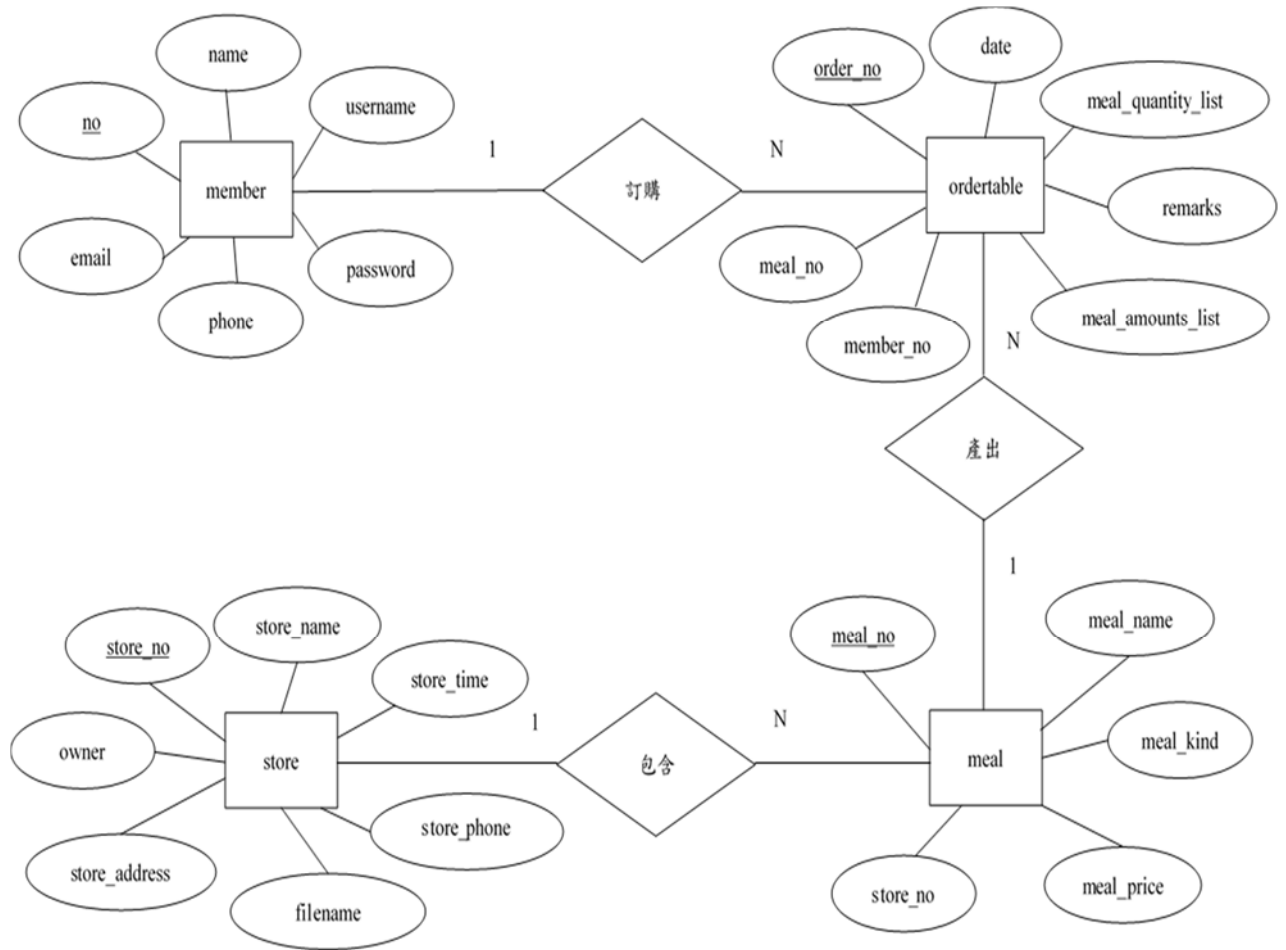 name
no
username
member
email
password
phone
1
訂購
N
order_no
date
meal_quantity_list
ordertable
remarks
meal_no
member_no
meal_amounts_list
N
產出
1
store_no
store_name
store_time
owner
store
store_address
store_phone
filename
1
包含
N
meal_no
meal_name
meal
meal_kind
store_no
meal_price